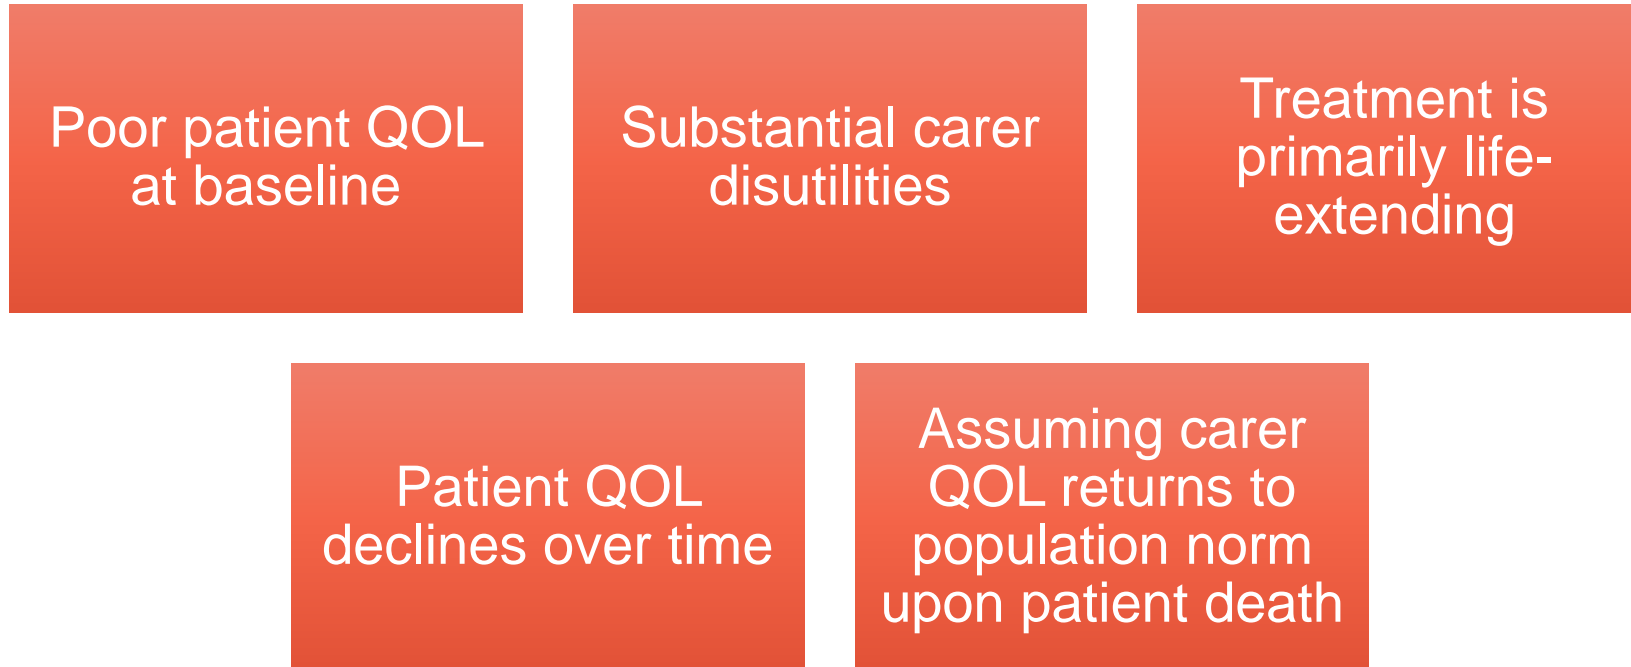 Poor patient QOL
at baseline
Substantial carer
disutilities
Treatment is
primarily life-
extending
Patient QOL
declines over time
Assuming carer
QOL returns to
population norm
upon patient death